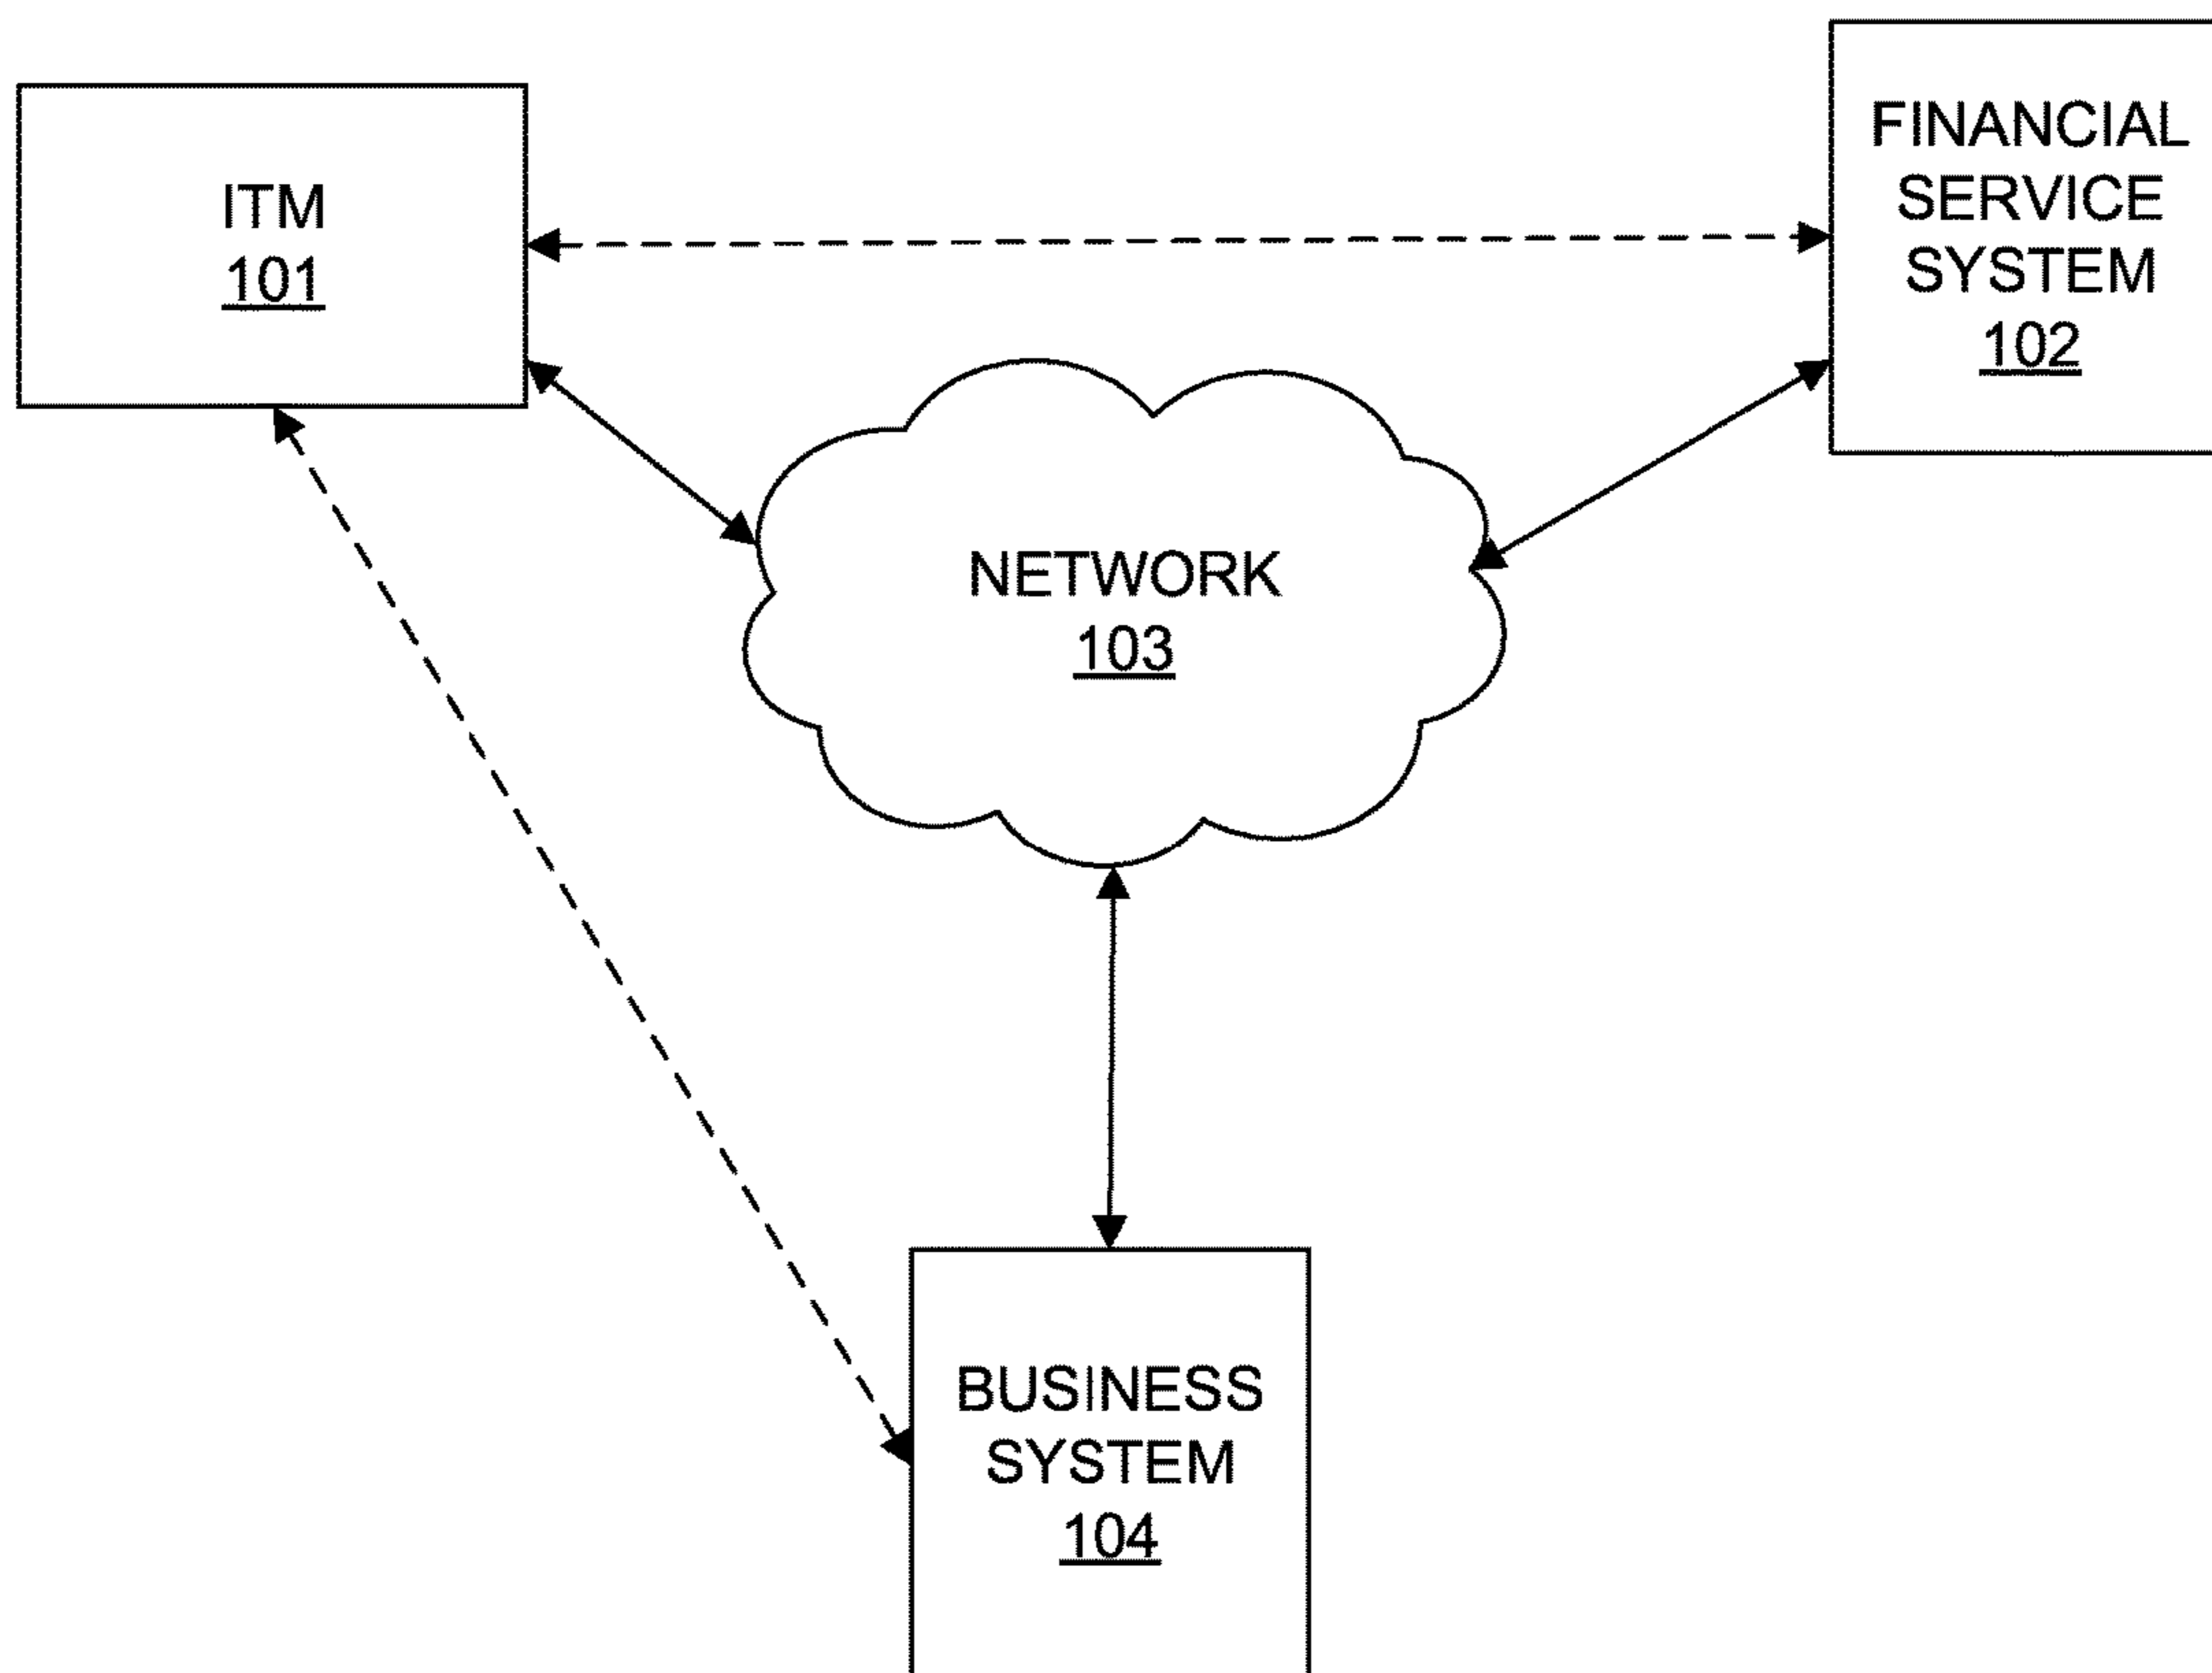 ITM
101
FINANCIAL
SERVICE
SYSTEM
102
NETWORK
103
BUSINESS
SYSTEM
104